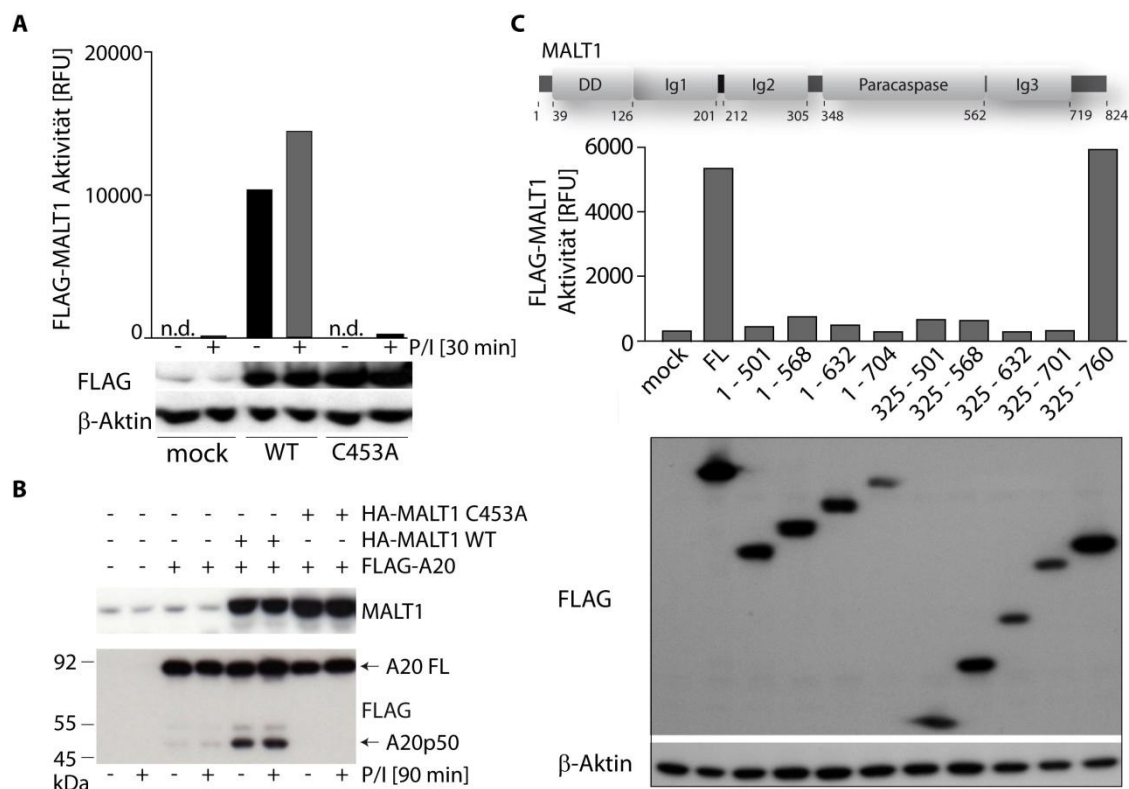 A
FLAG-MALT1 Aktivität [RFU]
20000
10000
0
n.d. n.d.
- + - + - + P/I [30 min]
FLAG
β-Aktin
mock WT C453A
B
- - - - - - + + HA-MALT1 C453A
- - - - + + - - HA-MALT1 WT
- - + + + + + + FLAG-A20
MALT1
92
← A20 FL
FLAG
55
← A20p50
45
kDa
- + - + - + - + P/I [90 min]
C
MALT1
DD Ig1 Ig2 Paracaspase Ig3
1 39 126 201 212 305 348 562 719 824
FLAG-MALT1
Aktivität [RFU]
6000
4000
2000
0
mock FL 1 - 501 1 - 568 1 - 632 1 - 704 325 - 501 325 - 568 325 - 632 325 - 701 325 - 760
FLAG
β-Aktin